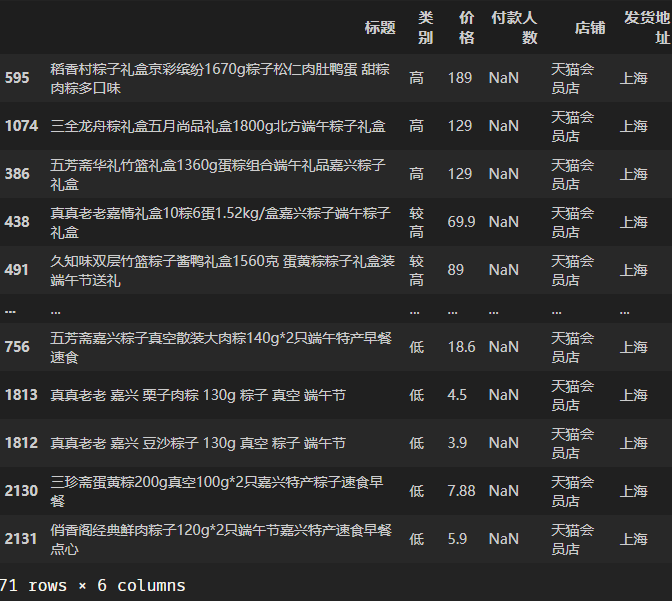 标题 类别 价格 付款人数 店铺 发货地址
595 稻香村粽子礼盒京彩缤纷1670g粽子松仁肉肚鸭蛋 甜粽肉粽多口味 高 189 NaN 天猫会员店 上海
1074 三全龙舟粽礼盒五月尚品礼盒1800g北方端午粽子礼盒 高 129 NaN 天猫会员店 上海
386 五芳斋华礼竹篮礼盒1360g蛋粽组合端午礼品嘉兴粽子礼盒 高 129 NaN 天猫会员店 上海
438 真真老老嘉情礼盒10粽6蛋1.52kg/盒嘉兴粽子端午粽子礼盒 较高 69.9 NaN 天猫会员店 上海
491 久知味双层竹篮粽子酱鸭礼盒1560克 蛋黄粽粽子礼盒装端午节送礼 较高 89 NaN 天猫会员店 上海
... ... ... ... ... ... ...
756 五芳斋嘉兴粽子真空散装大肉粽140g*2只端午特产早餐速食 低 18.6 NaN 天猫会员店 上海
1813 真真老老 嘉兴 栗子肉粽 130g 粽子 真空 端午节 低 4.5 NaN 天猫会员店 上海
1812 真真老老 嘉兴 豆沙粽子 130g 真空 粽子 端午节 低 3.9 NaN 天猫会员店 上海
2130 三珍斋蛋黄粽200g真空100g*2只嘉兴特产粽子速食早餐 低 7.88 NaN 天猫会员店 上海
2131 俏香阁经典鲜肉粽子120g*2只端午节嘉兴特产速食早餐点心 低 5.9 NaN 天猫会员店 上海
71 rows × 6 columns